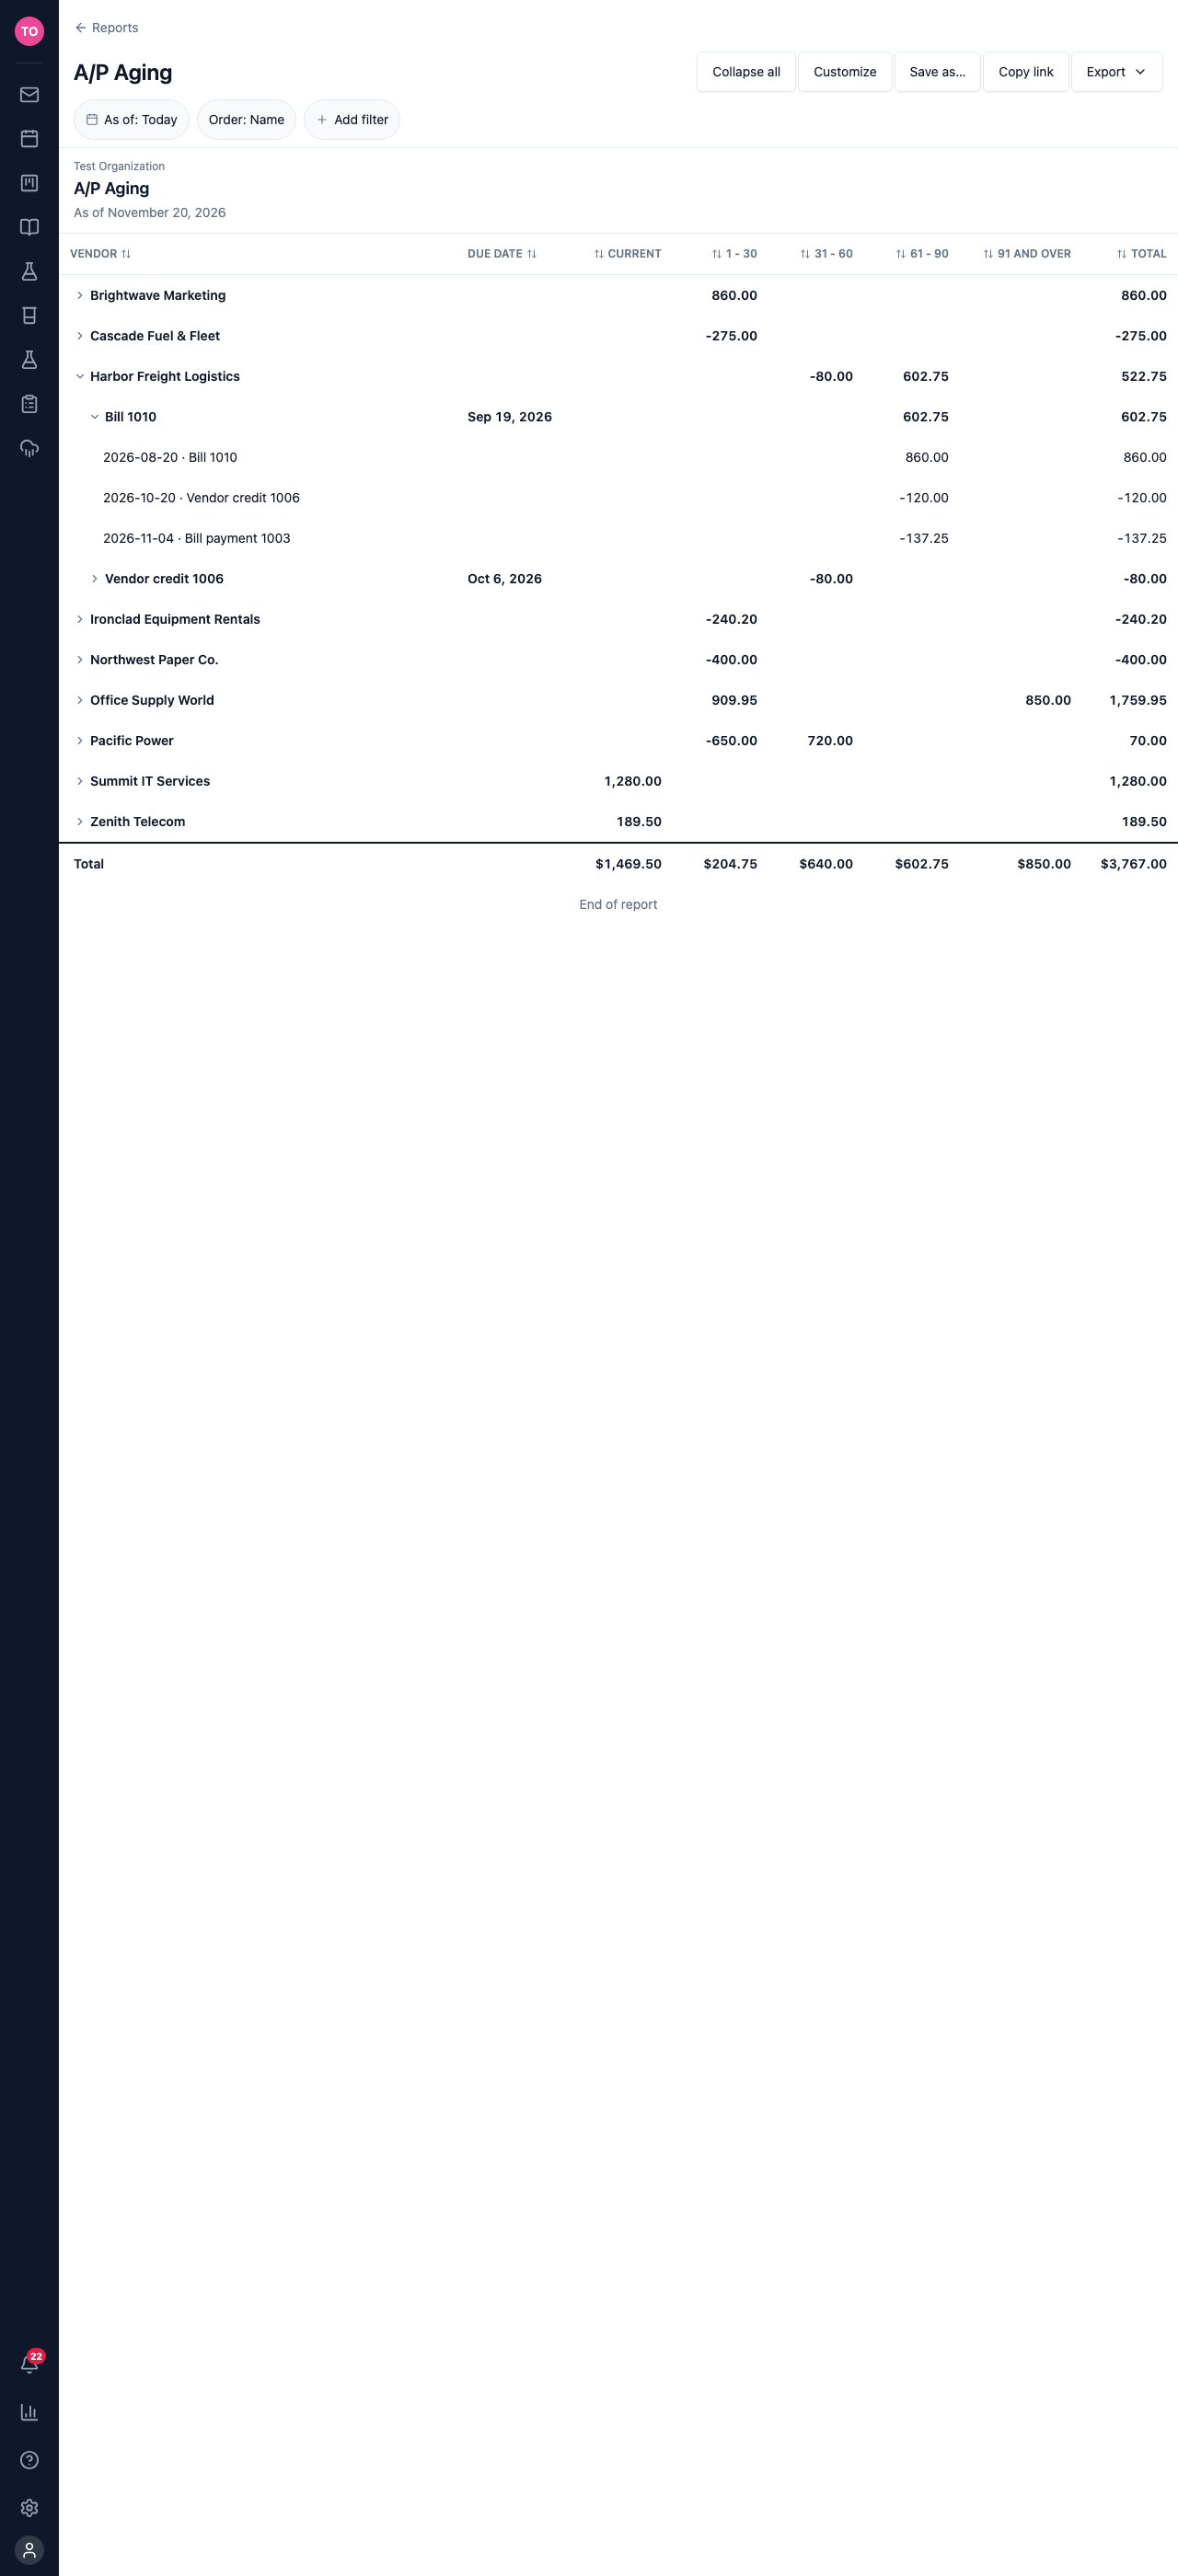 TO
Reports
A/P Aging
Collapse all Customize Save as... Copy link Export
As of: Today Order: Name Add filter
Test Organization
A/P Aging
As of November 20, 2026
VENDOR DUE DATE CURRENT 1 - 30 31 - 60 61 - 90 91 AND OVER TOTAL
Brightwave Marketing 860.00 860.00
Cascade Fuel & Fleet -275.00 -275.00
Harbor Freight Logistics -80.00 602.75 522.75
Bill 1010 Sep 19, 2026 602.75 602.75
2026-08-20 · Bill 1010 860.00 860.00
2026-10-20 · Vendor credit 1006 -120.00 -120.00
2026-11-04 · Bill payment 1003 -137.25 -137.25
Vendor credit 1006 Oct 6, 2026 -80.00 -80.00
Ironclad Equipment Rentals -240.20 -240.20
Northwest Paper Co. -400.00 -400.00
Office Supply World 909.95 850.00 1,759.95
Pacific Power -650.00 720.00 70.00
Summit IT Services 1,280.00 1,280.00
Zenith Telecom 189.50 189.50
Total $1,469.50 $204.75 $640.00 $602.75 $850.00 $3,767.00
End of report
22